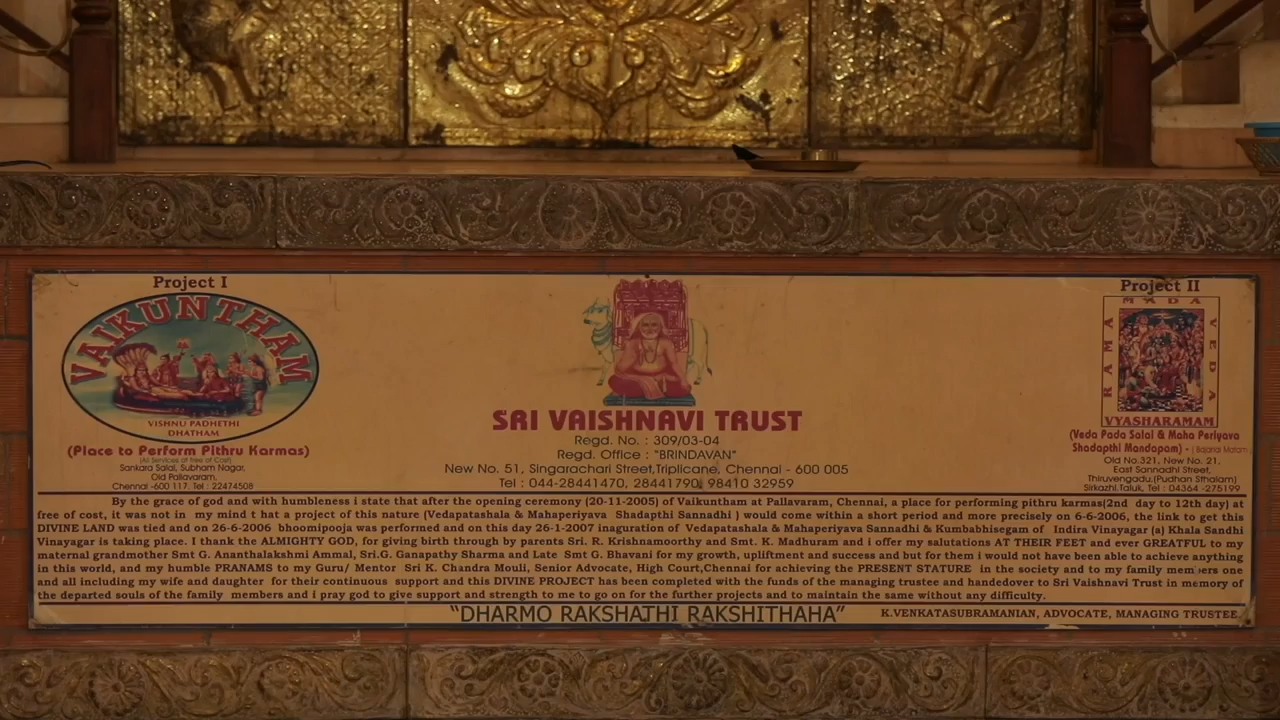 Project I
VAIKUNTHAM
VISHNU PADHETHI
DHATHAM
(Place to Perform Pithru Karmas)
(All Services at Free of Cost)
Sankara Salai, Subham Nagar,
Old Pallavaram,
Chennai -600 117. Tel : 22474508
SRI VAISHNAVI TRUST
Regd. No. : 309/03-04
Regd. Office : "BRINDAVAN"
New No. 51, Singarachari Street,Triplicane, Chennai - 600 005
Tel : 044-28441470, 28441790, 98410 32959
Project II
MADA
RAMA
VEDA
VYASHARAMAM
(Veda Pada Salai & Maha Periyava
Shadapthi Mandapam) - ( Bajanai Matam )
Old No.321, New No. 21,
East Sannadhi Street,
Thiruvengadu,(Pudhan Sthalam)
Sirkazhi.Taluk, Tel : 04364 -275199
By the grace of god and with humbleness i state that after the opening ceremony (20-11-2005) of Vaikuntham at Pallavaram, Chennai, a place for performing pithru karmas(2nd day to 12th day) at
free of cost, it was not in my mind t hat a project of this nature (Vedapatashala & Mahaperiyava Shadapthi Sannadhi ) would come within a short period and more precisely on 6-6-2006, the link to get this
DIVINE LAND was tied and on 26-6-2006 bhoomipooja was performed and on this day 26-1-2007 inaguration of Vedapatashala & Mahaperiyava Sannadhi & Kumbabbisegam of Indira Vinayagar (a) Khala Sandhi
Vinayagar is taking place. I thank the ALMIGHTY GOD, for giving birth through by parents Sri. R. Krishnamoorthy and Smt. K. Madhuram and i offer my salutations AT THEIR FEET and ever GREATFUL to my
maternal grandmother Smt G. Ananthalakshmi Ammal, Sri.G. Ganapathy Sharma and Late Smt G. Bhavani for my growth, upliftment and success and but for them i would not have been able to achieve anything
in this world, and my humble PRANAMS to my Guru/ Mentor Sri K. Chandra Mouli, Senior Advocate, High Court,Chennai for achieving the PRESENT STATURE in the society and to my family members one
and all including my wife and daughter for their continuous support and this DIVINE PROJECT has been completed with the funds of the managing trustee and handedover to Sri Vaishnavi Trust in memory of
the departed souls of the family members and i pray god to give support and strength to me to go on for the further projects and to maintain the same without any difficulty.
"DHARMO RAKSHATHI RAKSHITHAHA"
K.VENKATASUBRAMANIAN, ADVOCATE, MANAGING TRUSTEE